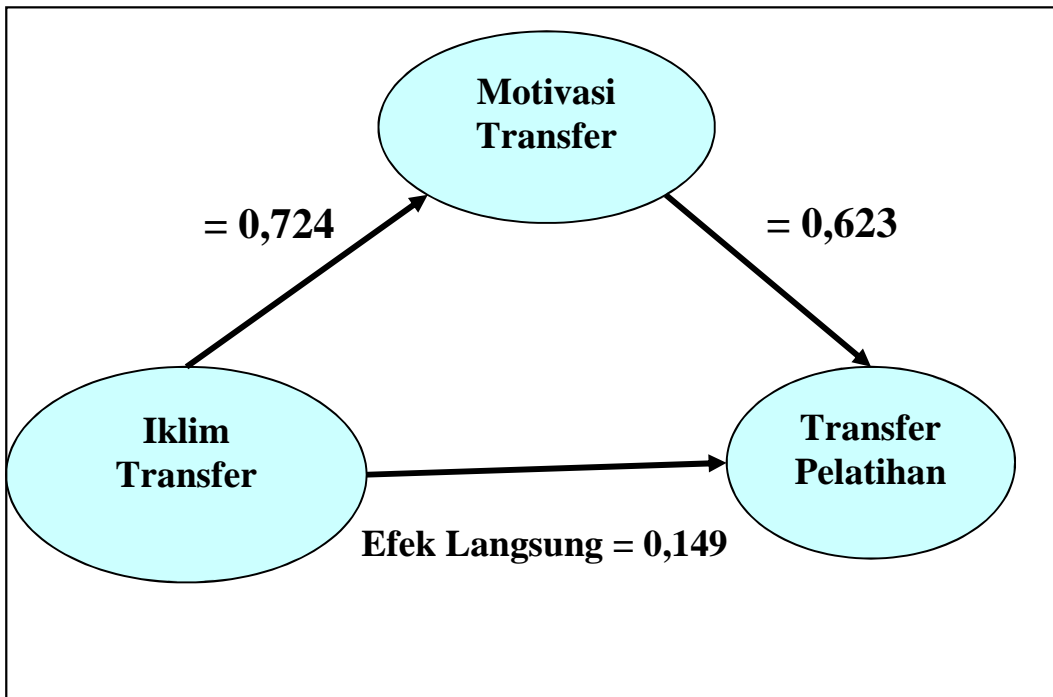 Motivasi
Transfer
= 0,724
= 0,623
Iklim
Transfer
Transfer
Pelatihan
Efek Langsung = 0,149